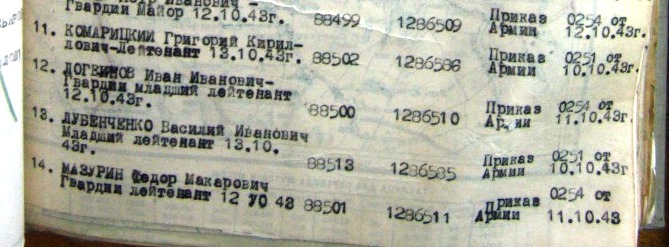 Иванович -
Гвардии Майор 12.10.43г. 88499 1286509 Приказ 0254 от
Армии 12.10.43г.
11. КОМАРИЦКИЙ Григорий Кирил-
лович-Лейтенант 13.10.43г. 88502 1286586 Приказ 0251 от
Армии 10.10.43г.
12. ЛОГВИНОВ Иван Иванович-
Гвардии младший лейтенант
12.10.43г. 88500 1286510 Приказ 0254 от
Армии 11.10.43г.
13. ЛУБЕНЧЕНКО Василий Иванович
Младший лейтенант 13.10.
43г. 88513 1286585 Приказ 0251 от
Армии 10.10.43г
14. МАЗУРИН Федор Макарович
Гвардии лейтенант 12 10 43 88501 1286511 Приказ 0254 от
Армии 11.10.43